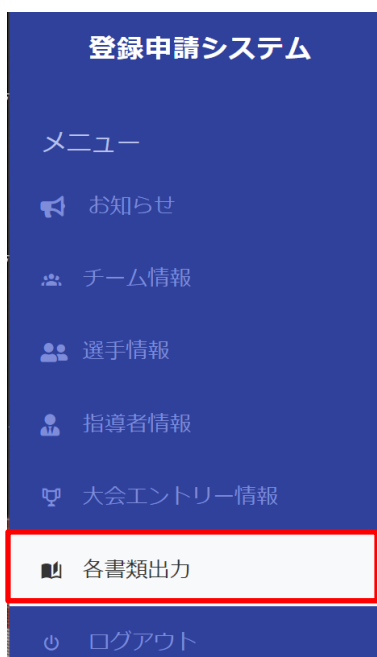 登録申請システム
メニュー
お知らせ
チーム情報
選手情報
指導者情報
大会エントリー情報
各書類出力
ログアウト